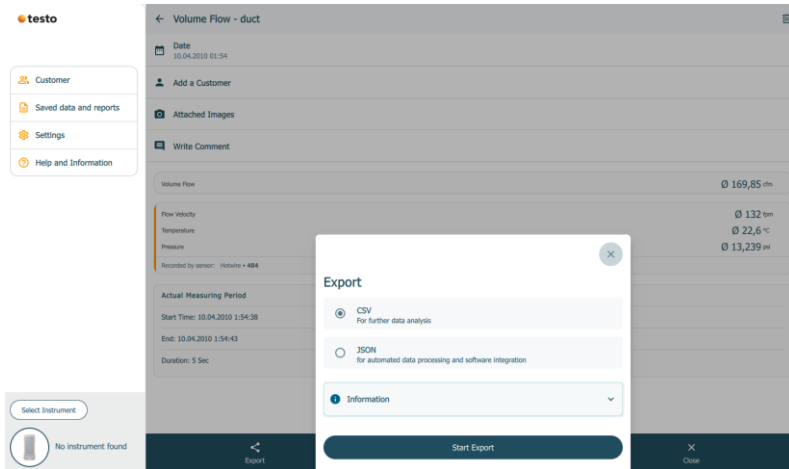 testo
Volume Flow - duct
Date
10.04.2010 01:54
Customer
Saved data and reports
Settings
Help and Information
Add a Customer
Attached Images
Write Comment
Volume Flow
Ø 169,85 cfm
Flow Velocity
Ø 132 fpm
Temperature
Ø 22,6 °C
Pressure
Ø 13,239 psi
Recorded by sensor: Hotwire • 484
Actual Measuring Period
Start Time: 10.04.2010 1:54:38
End: 10.04.2010 1:54:43
Duration: 5 Sec
Export
CSV
For further data analysis
JSON
for automated data processing and software integration
Information
Start Export
Select Instrument
No instrument found
Export
Close